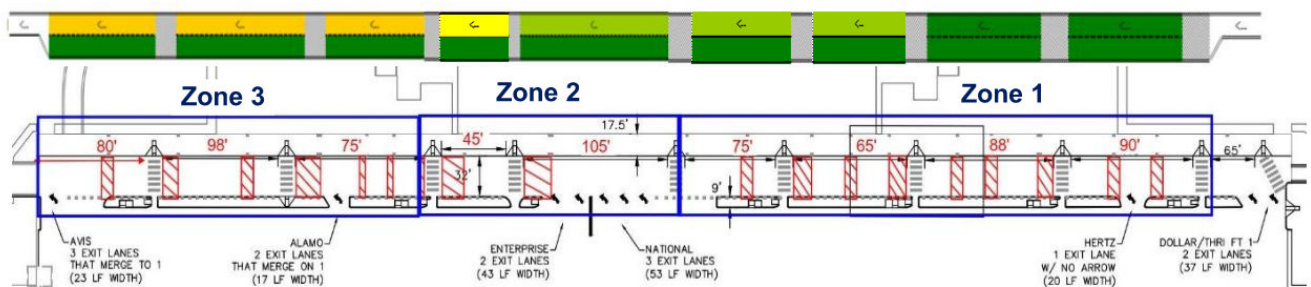 Zone 3
Zone 2
Zone 1
80'
98'
75'
45'
105'
17.5'
75'
65'
88'
90'
65'
32'
9'
AVIS
3 EXIT LANES
THAT MERGE TO 1
(23 LF WIDTH)
ALAMO
2 EXIT LANES
THAT MERGE ON 1
(17 LF WIDTH)
ENTERPRISE
2 EXIT LANES
(43 LF WIDTH)
NATIONAL
3 EXIT LANES
(53 LF WIDTH)
HERTZ
1 EXIT LANE
W/ NO ARROW
(20 LF WIDTH)
DOLLAR/THRI FT 1
2 EXIT LANES
(37 LF WIDTH)